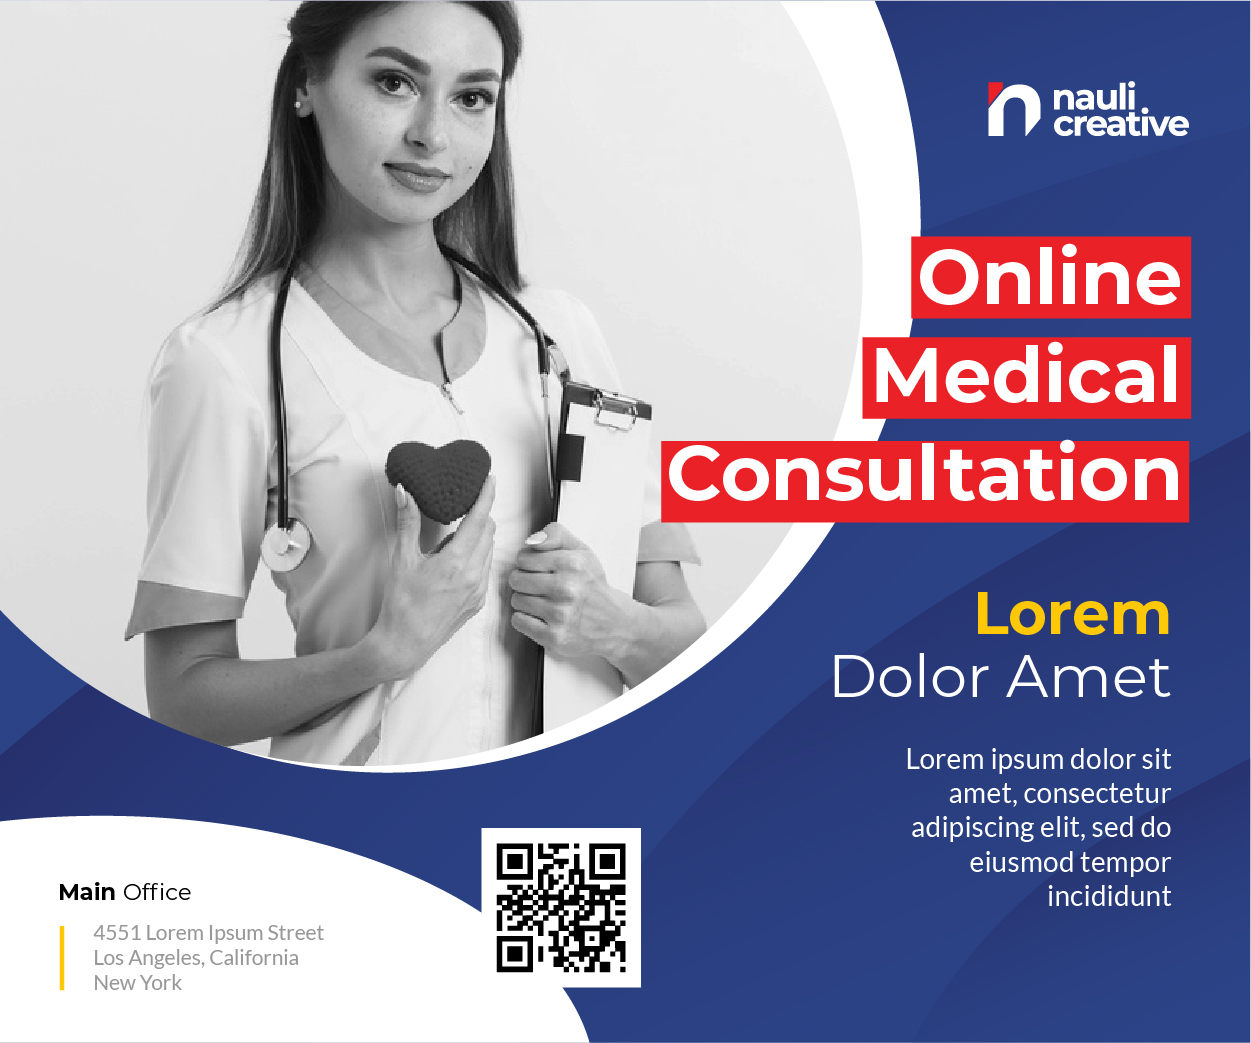 nauli
creative
Online
Medical
Consultation
Lorem
Dolor Amet
Lorem ipsum dolor sit
amet, consectetur
adipiscing elit, sed do
eiusmod tempor
incididunt
Main Office
4551 Lorem Ipsum Street
Los Angeles, California
New York